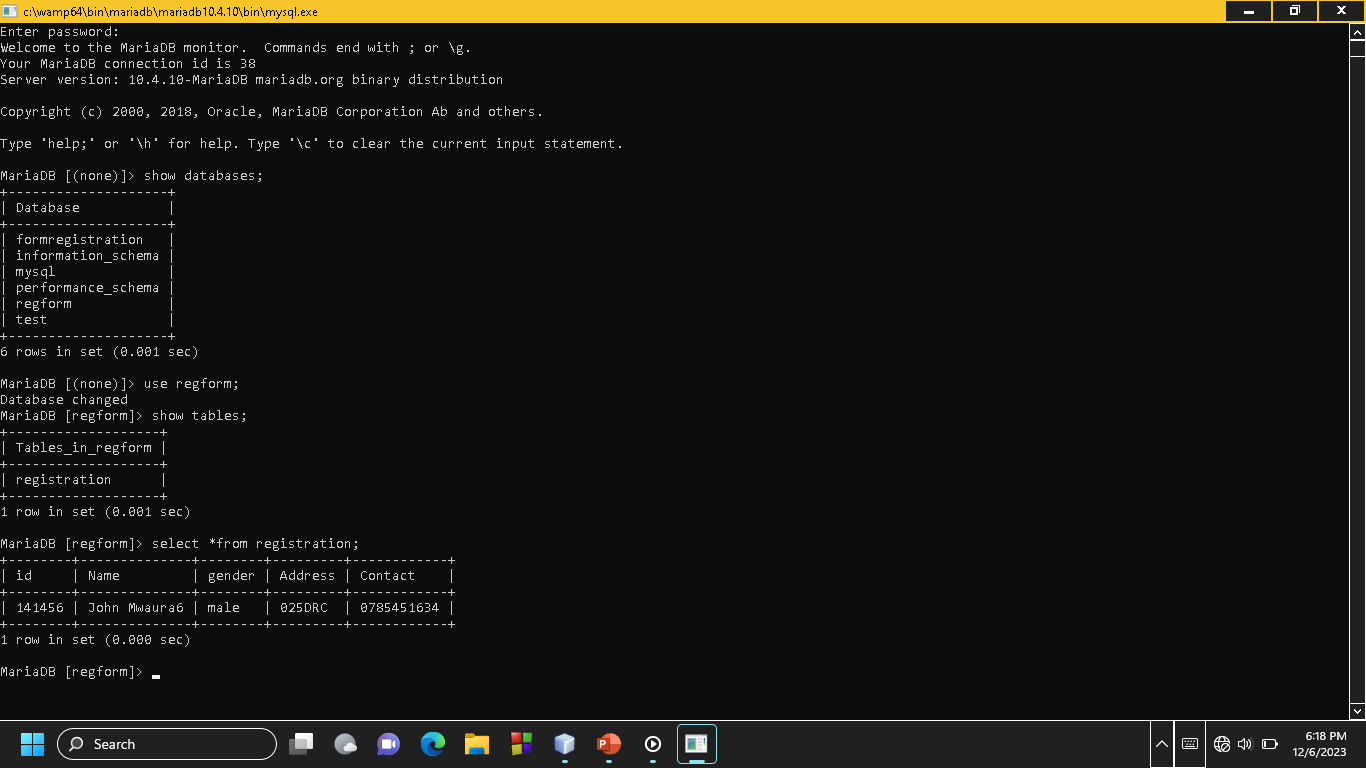 c:\wamp64\bin\mariadb\mariadb10.4.10\bin\mysql.exe
Enter password:
Welcome to the MariaDB monitor.  Commands end with ; or \g.
Your MariaDB connection id is 38
Server version: 10.4.10-MariaDB mariadb.org binary distribution
Copyright (c) 2000, 2018, Oracle, MariaDB Corporation Ab and others.
Type 'help;' or '\h' for help. Type '\c' to clear the current input statement.
MariaDB [(none)]> show databases;
+--------------------+
| Database           |
+--------------------+
| formregistration   |
| information_schema |
| mysql              |
| performance_schema |
| regform            |
| test               |
+--------------------+
6 rows in set (0.001 sec)
MariaDB [(none)]> use regform;
Database changed
MariaDB [regform]> show tables;
+-------------------+
| Tables_in_regform |
+-------------------+
| registration      |
+-------------------+
1 row in set (0.001 sec)
MariaDB [regform]> select *from registration;
+--------+--------------+--------+---------+------------+
| id     | Name         | gender | Address | Contact    |
+--------+--------------+--------+---------+------------+
| 141456 | John Mwaura6 | male   | 025DRC  | 0785451634 |
+--------+--------------+--------+---------+------------+
1 row in set (0.000 sec)
MariaDB [regform]>
Search
P
6:18 PM
12/6/2023